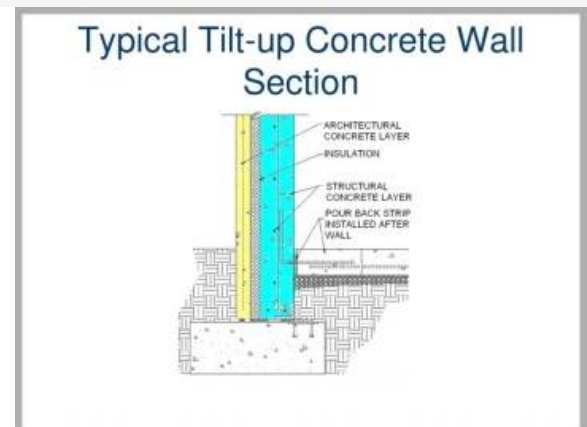 Typical Tilt-up Concrete Wall
Section
ARCHITECTURAL
CONCRETE LAYER
INSULATION
STRUCTURAL
CONCRETE LAYER
POUR BACK STRIP
INSTALLED AFTER
WALL